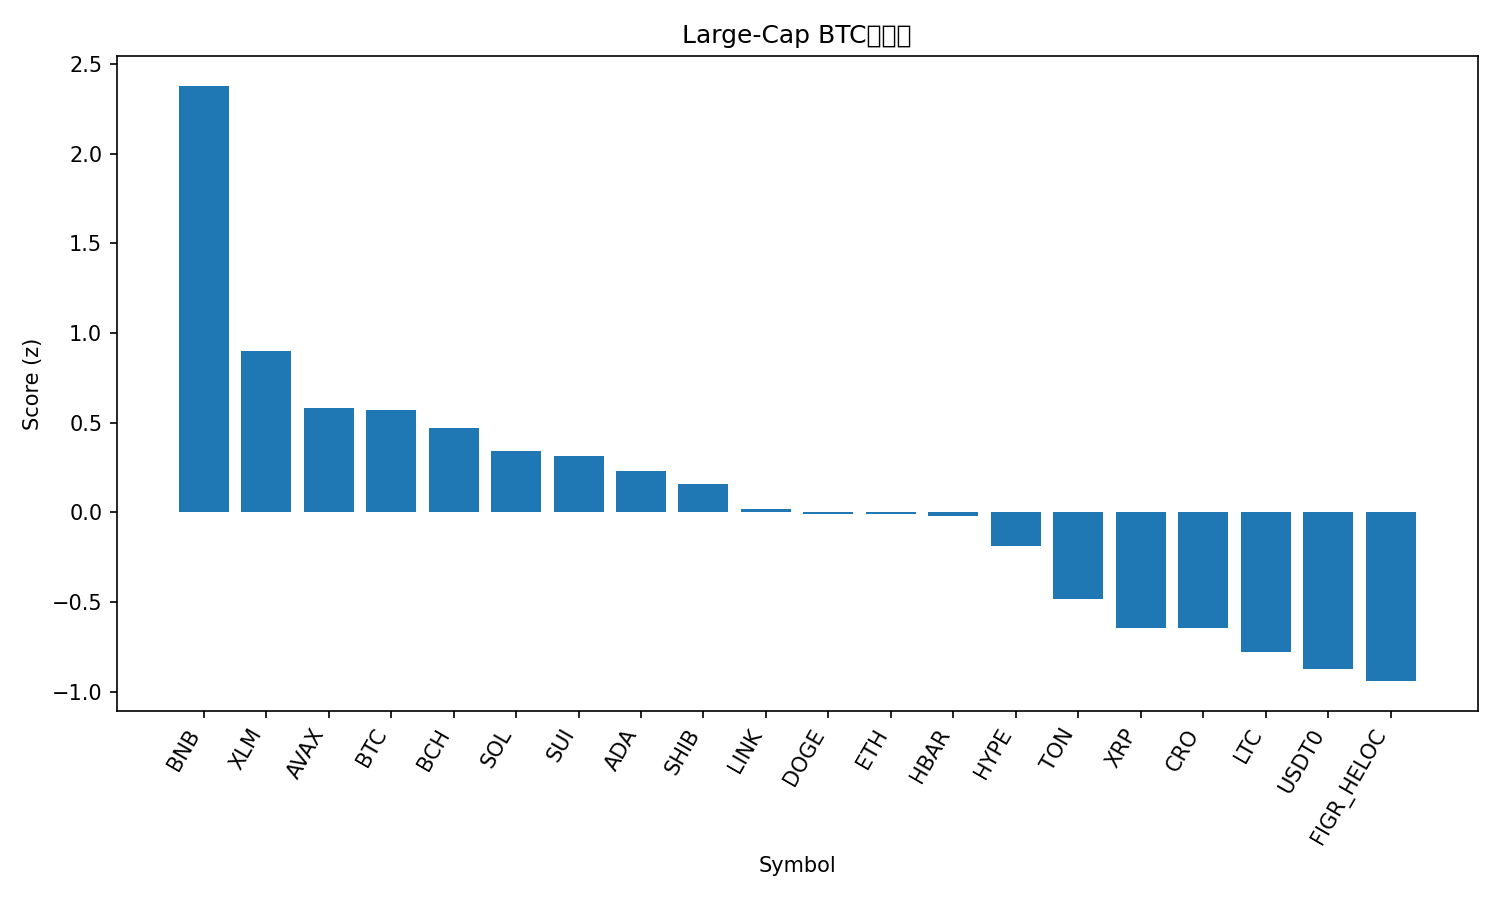 Large-Cap BTC
2.5
2.0
1.5
1.0
0.5
0.0
−0.5
−1.0
Score (z)
BNB
XLM
AVAX
BTC
BCH
SOL
SUI
ADA
SHIB
LINK
DOGE
ETH
HBAR
HYPE
TON
XRP
CRO
LTC
USDT0
FIGR_HELOC
Symbol